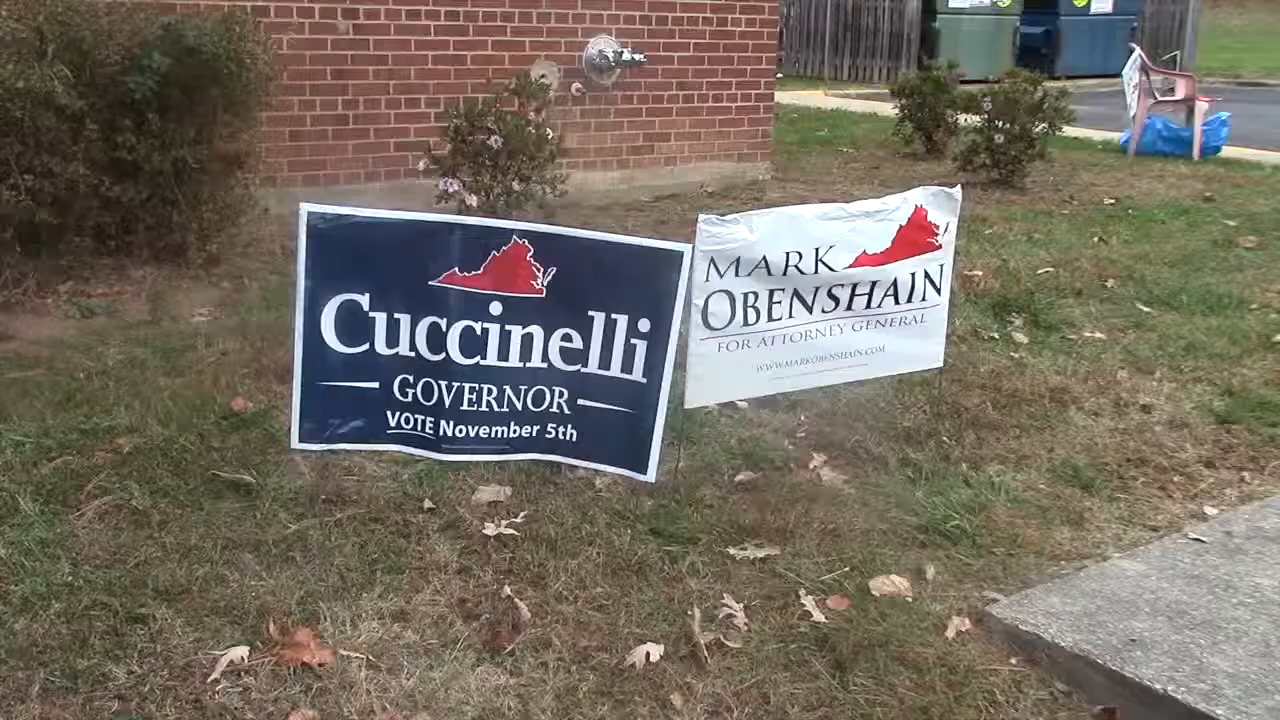 Cuccinelli
GOVERNOR
VOTE November 5th
MARK
OBENSHAIN
FOR ATTORNEY GENERAL
WWW.MARKOBENSHAIN.COM